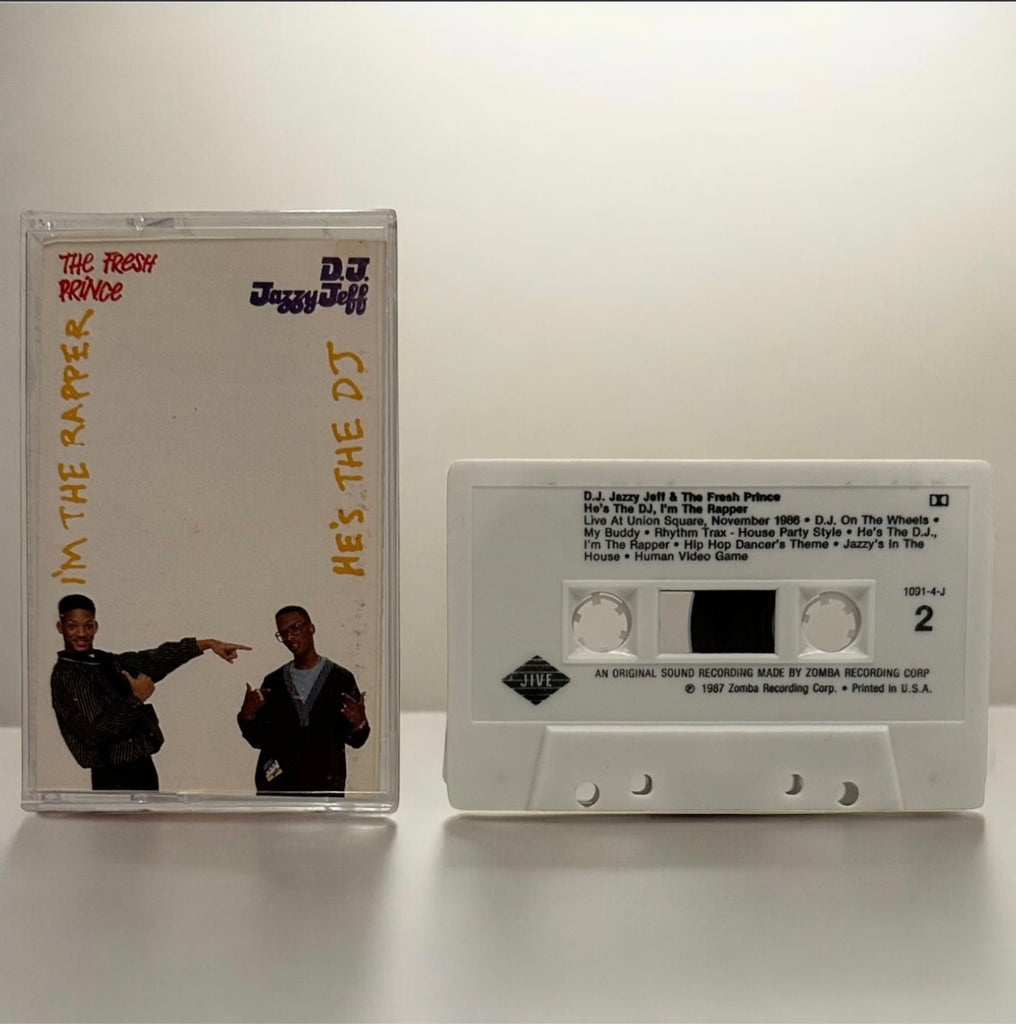 THE FRESH
PRINCE
D.J.
Jazzy Jeff
I'M THE RAPPER
HE'S THE DJ
D.J. Jazzy Jeff & The Fresh Prince
He's The DJ, I'm The Rapper
Live At Union Square, November 1986 • D.J. On The Wheels •
My Buddy • Rhythm Trax - House Party Style • He's The D.J.,
I'm The Rapper • Hip Hop Dancer's Theme • Jazzy's In The
House • Human Video Game
1091-4-J
2
JIVE
AN ORIGINAL SOUND RECORDING MADE BY ZOMBA RECORDING CORP
℗ 1987 Zomba Recording Corp. • Printed in U.S.A.